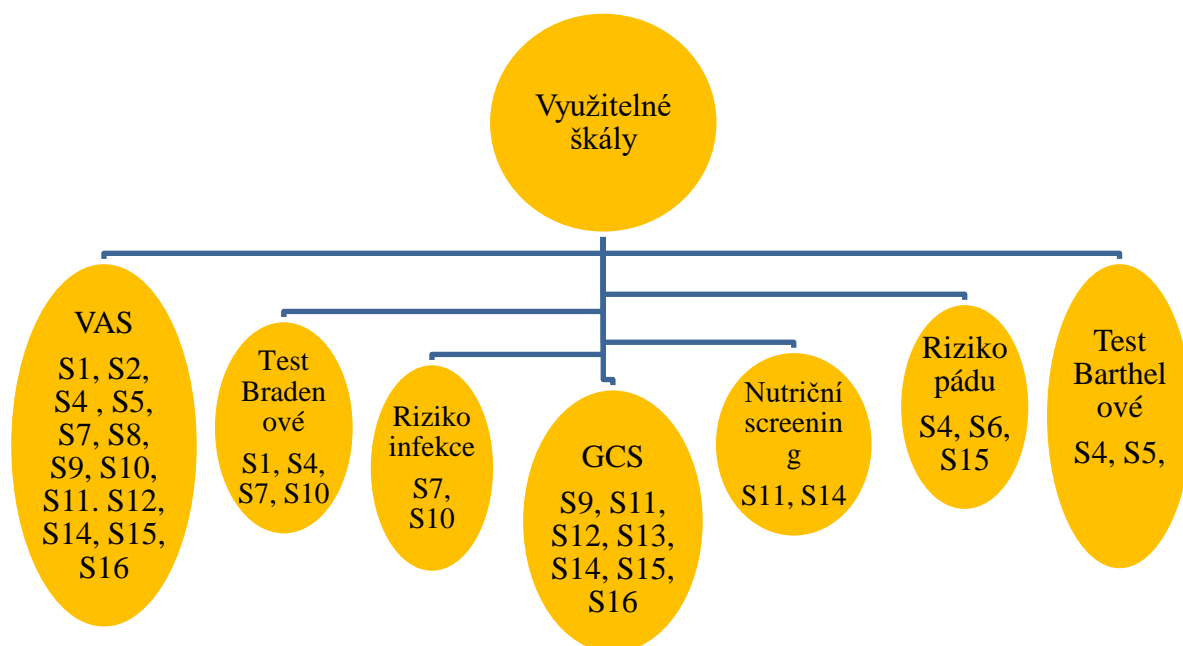 Využitelné
škály
VAS
S1, S2,
S4 , S5,
S7, S8,
S9, S10,
S11. S12,
S14, S15,
S16
Test
Braden
ové
S1, S4,
S7, S10
Riziko
infekce
S7,
S10
GCS
S9, S11,
S12, S13,
S14, S15,
S16
Nutriční
screenin
g
S11, S14
Riziko
pádu
S4, S6,
S15
Test
Barthel
ové
S4, S5,